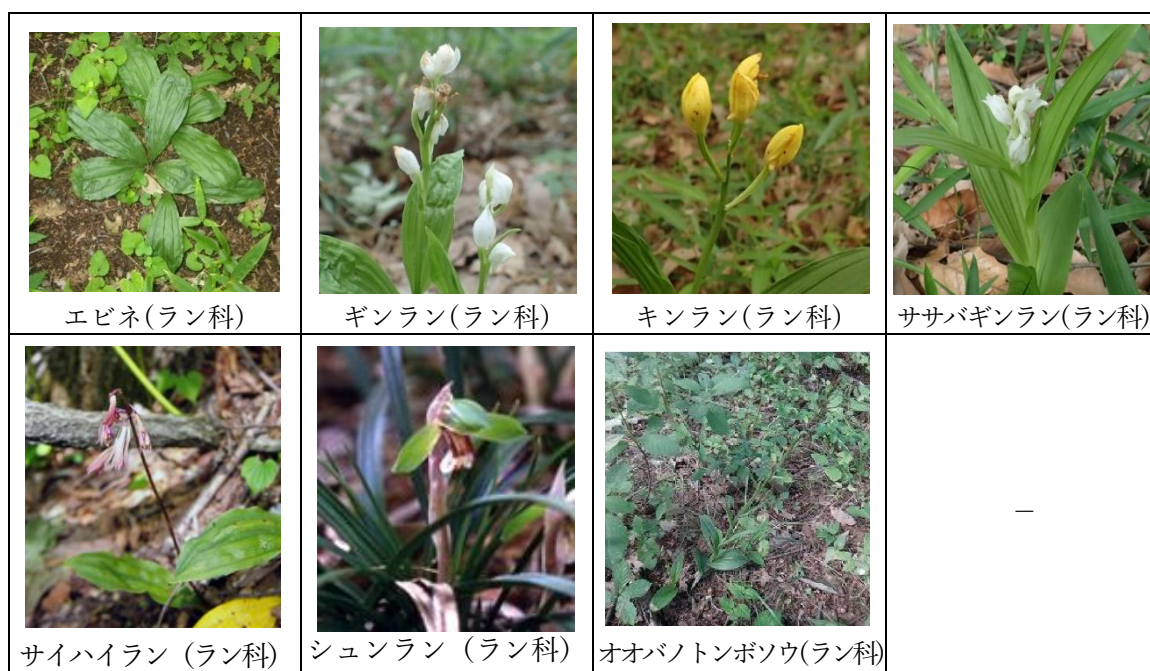 エビネ(ラン科)
ギンラン(ラン科)
キンラン(ラン科)
ササバギンラン(ラン科)
サイハイラン (ラン科)
シュンラン (ラン科)
オオバノトンボソウ(ラン科)
－